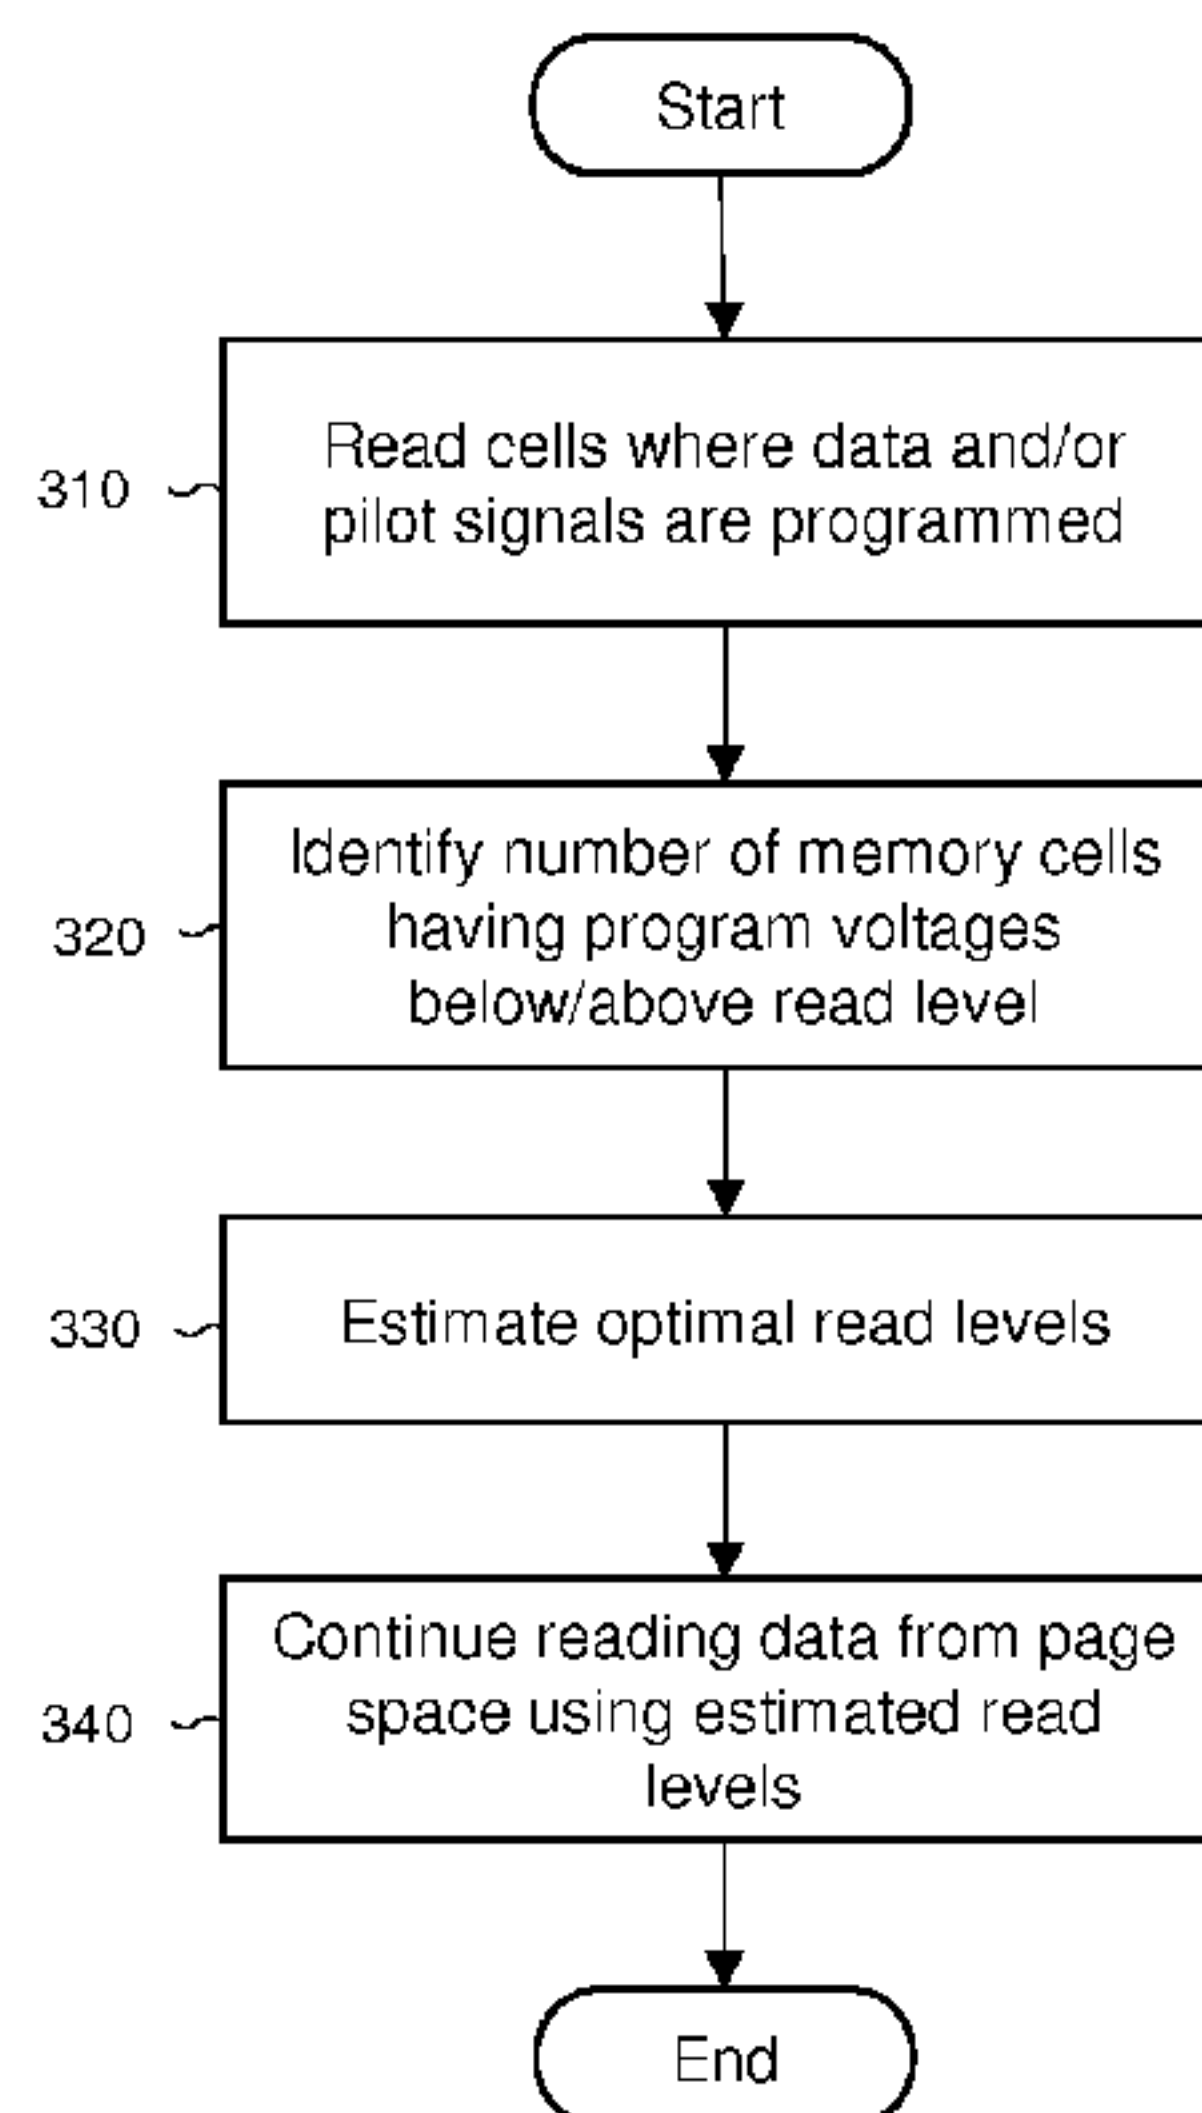 Start
310
Read cells where data and/or
pilot signals are programmed
320
Identify number of memory cells
having program voltages
below/above read level
330
Estimate optimal read levels
340
Continue reading data from page
space using estimated read
levels
End